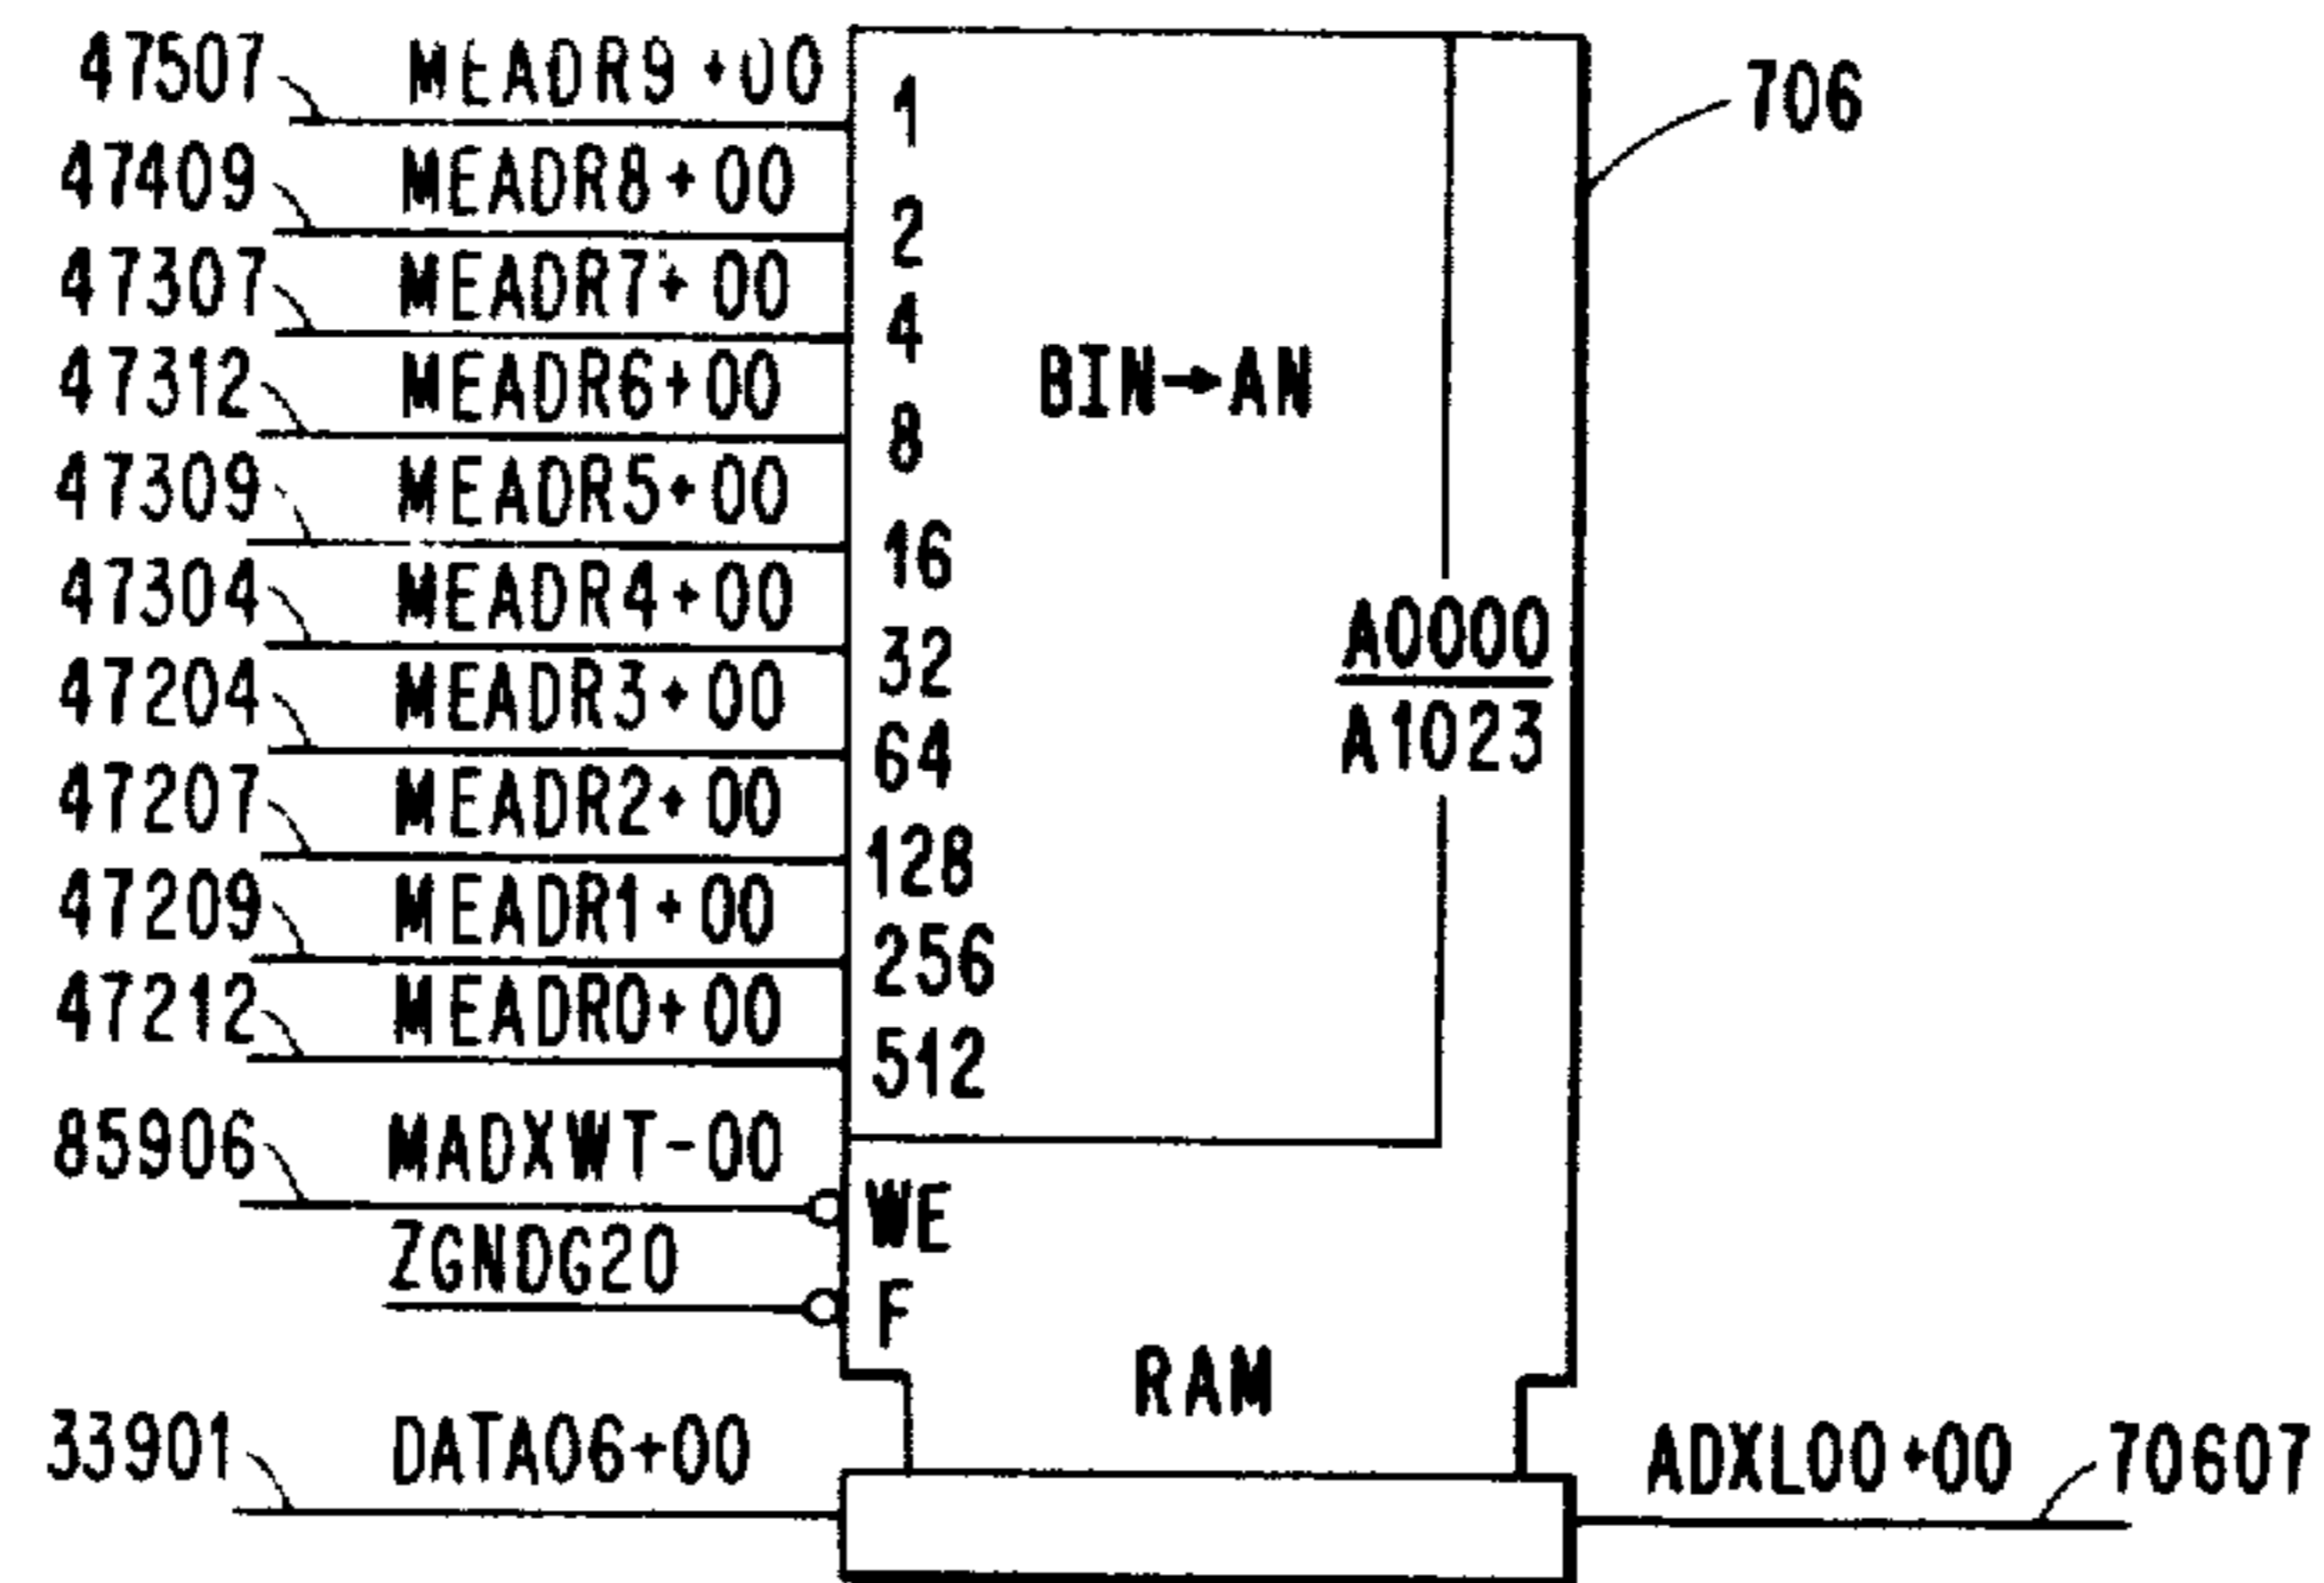 47507 MEADR9+00 1 706
47409 MEADR8+00 2
47307 MEADR7+00 4
47312 MEADR6+00 8 BIN→AN
47309 MEADR5+00 16
47304 MEADR4+00 32 A0000
47204 MEADR3+00 64 A1023
47207 MEADR2+00 128
47209 MEADR1+00 256
47212 MEADR0+00 512
85906 MADXWT-00 WE
ZGNDG20 F
RAM
33901 DATA06+00 ADXL00+00 70607